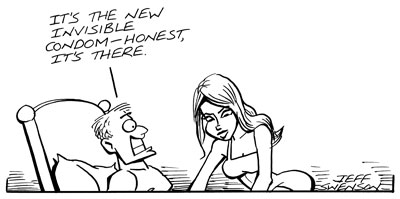 IT'S THE NEW
INVISIBLE
CONDOM—HONEST,
IT'S THERE.
JEFF
SWENSON